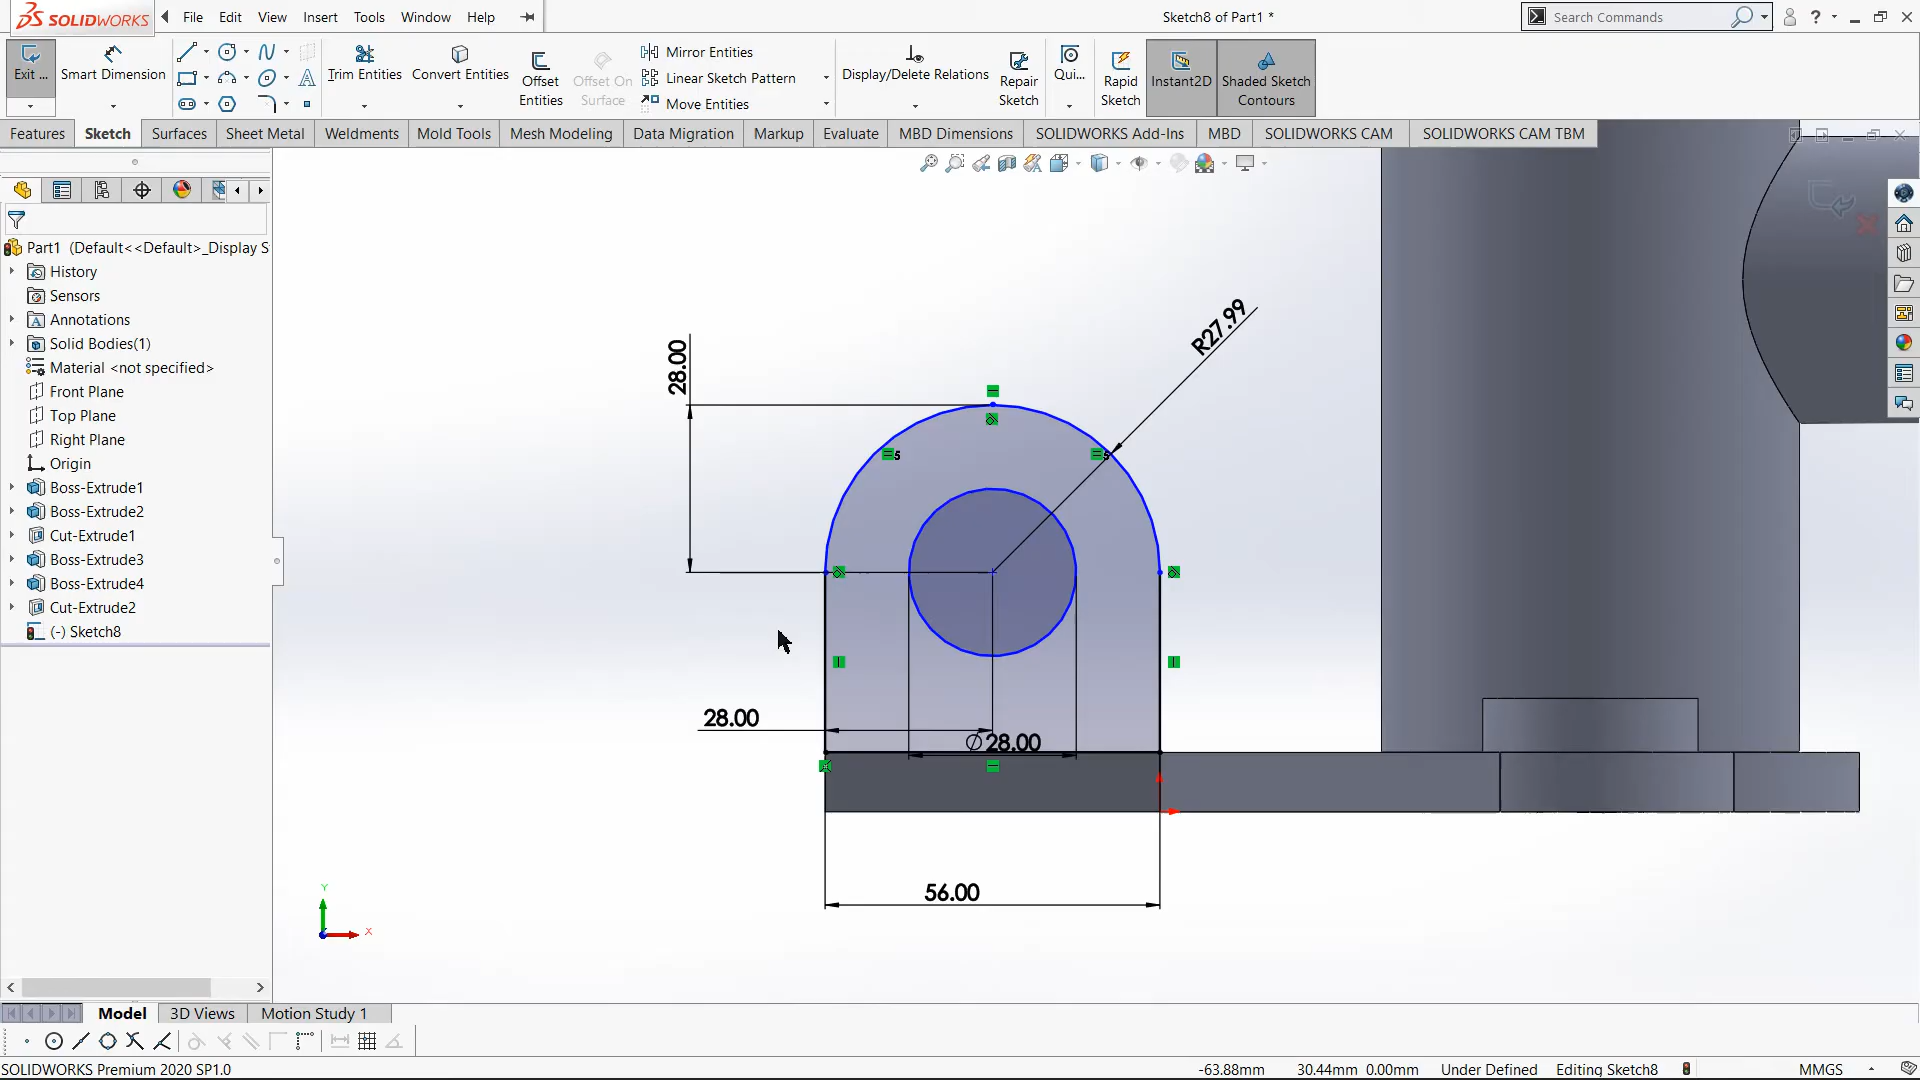 SOLIDWORKS File Edit View Insert Tools Window Help Sketch8 of Part1 * Search Commands ?
Exit ... Smart Dimension Trim Entities Convert Entities Offset Entities Offset On Surface Mirror Entities Linear Sketch Pattern Move Entities Display/Delete Relations Repair Sketch Qui... Rapid Sketch Instant2D Shaded Sketch Contours
Features Sketch Surfaces Sheet Metal Weldments Mold Tools Mesh Modeling Data Migration Markup Evaluate MBD Dimensions SOLIDWORKS Add-Ins MBD SOLIDWORKS CAM SOLIDWORKS CAM TBM
Part1 (Default<<Default>_Display S
History
Sensors
Annotations
Solid Bodies(1)
Material <not specified>
Front Plane
Top Plane
Right Plane
Origin
Boss-Extrude1
Boss-Extrude2
Cut-Extrude1
Boss-Extrude3
Boss-Extrude4
Cut-Extrude2
(-) Sketch8
28.00
R27.99
5
5
28.00
∅28.00
56.00
Y
X
Model 3D Views Motion Study 1
SOLIDWORKS Premium 2020 SP1.0 -63.88mm 30.44mm 0.00mm Under Defined Editing Sketch8 MMGS